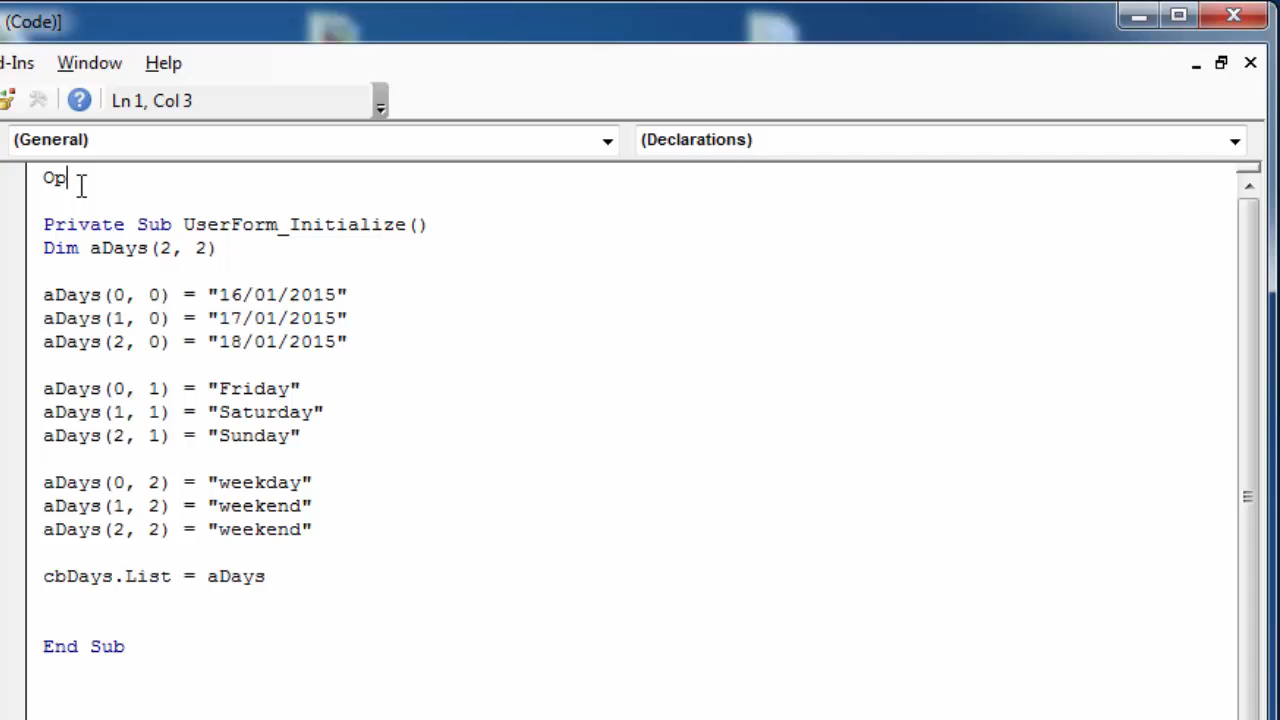 (Code)]
d-Ins Window Help
Ln 1, Col 3
(General) (Declarations)
Op
Private Sub UserForm_Initialize()
Dim aDays(2, 2)
aDays(0, 0) = "16/01/2015"
aDays(1, 0) = "17/01/2015"
aDays(2, 0) = "18/01/2015"
aDays(0, 1) = "Friday"
aDays(1, 1) = "Saturday"
aDays(2, 1) = "Sunday"
aDays(0, 2) = "weekday"
aDays(1, 2) = "weekend"
aDays(2, 2) = "weekend"
cbDays.List = aDays
End Sub